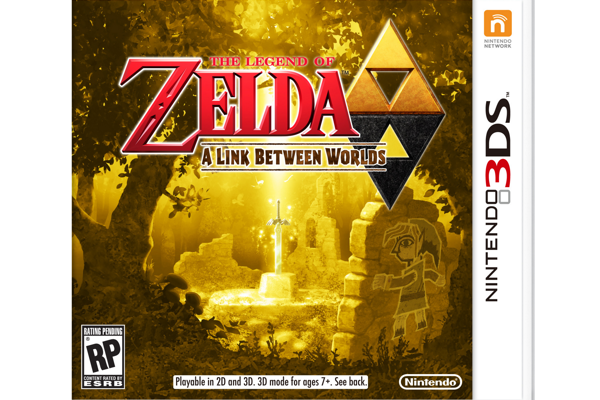 THE LEGEND OF
ZELDA
A LINK BETWEEN WORLDS
NINTENDO
NETWORK
NINTENDO 3DS™
RATING PENDING
RP
CONTENT RATED BY
ESRB
Playable in 2D and 3D. 3D mode for ages 7+. See back.
Nintendo